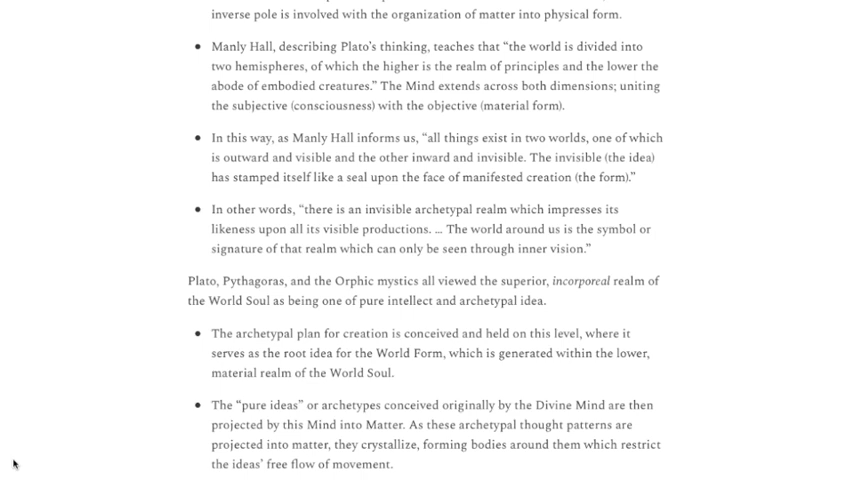 inverse pole is involved with the organization of matter into physical form.
• Manly Hall, describing Plato's thinking, teaches that “the world is divided into
two hemispheres, of which the higher is the realm of principles and the lower the
abode of embodied creatures.” The Mind extends across both dimensions; uniting
the subjective (consciousness) with the objective (material form).
• In this way, as Manly Hall informs us, “all things exist in two worlds, one of which
is outward and visible and the other inward and invisible. The invisible (the idea)
has stamped itself like a seal upon the face of manifested creation (the form).”
• In other words, “there is an invisible archetypal realm which impresses its
likeness upon all its visible productions. … The world around us is the symbol or
signature of that realm which can only be seen through inner vision.”
Plato, Pythagoras, and the Orphic mystics all viewed the superior, incorporeal realm of
the World Soul as being one of pure intellect and archetypal idea.
• The archetypal plan for creation is conceived and held on this level, where it
serves as the root idea for the World Form, which is generated within the lower,
material realm of the World Soul.
• The “pure ideas” or archetypes conceived originally by the Divine Mind are then
projected by this Mind into Matter. As these archetypal thought patterns are
projected into matter, they crystallize, forming bodies around them which restrict
the ideas' free flow of movement.